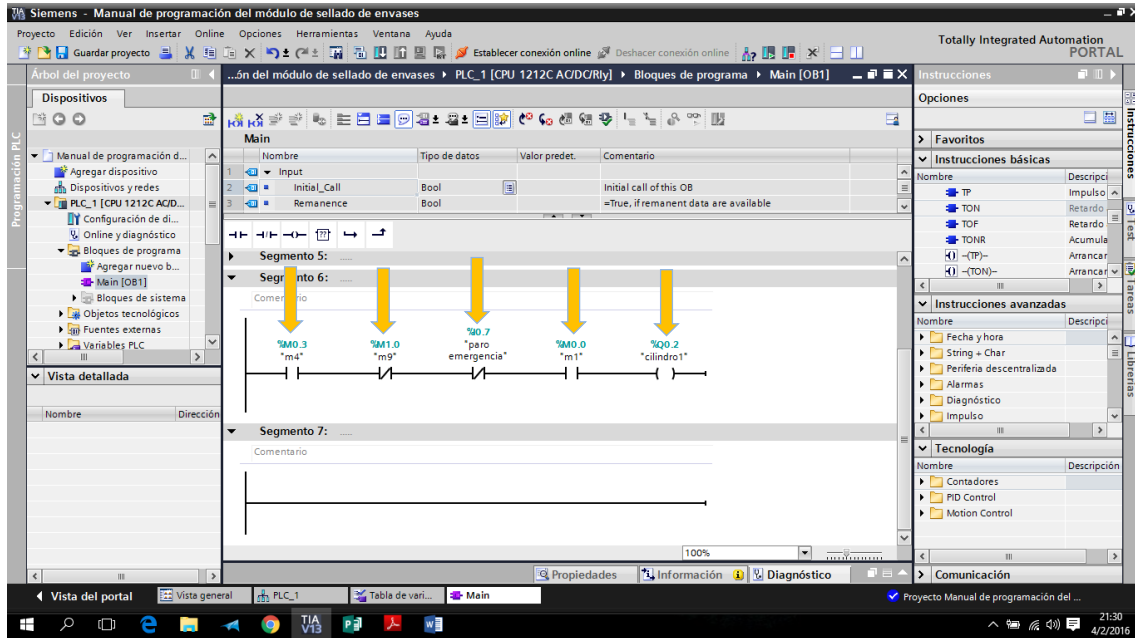 Siemens - Manual de programación del módulo de sellado de envases
Proyecto Edición Ver Insertar Online Opciones Herramientas Ventana Ayuda
Guardar proyecto Establecer conexión online Deshacer conexión online
Totally Integrated Automation
PORTAL
Árbol del proyecto
...ón del módulo de sellado de envases PLC_1 [CPU 1212C AC/DC/Rly] Bloques de programa Main [OB1]
Instrucciones
Dispositivos
Opciones
Programación PLC
Manual de programación d...
Agregar dispositivo
Dispositivos y redes
PLC_1 [CPU 1212C AC/D...
Configuración de di...
Online y diagnóstico
Bloques de programa
Agregar nuevo b...
Main [OB1]
Bloques de sistema
Objetos tecnológicos
Fuentes externas
Variables PLC
Vista detallada
Nombre Dirección
Main
Nombre Tipo de datos Valor predet. Comentario
1 Input
2 Initial_Call Bool Initial call of this OB
3 Remanence Bool =True, if remanent data are available
Segmento 5: .....
Segmento 6: .....
Comentario
%M0.3 %M1.0 %I0.7 %M0.0 %Q0.2
"m4" "m9" "paro emergencia" "m1" "cilindro1"
Segmento 7: .....
Comentario
100%
Propiedades Información Diagnóstico
Favoritos
Instrucciones básicas
Nombre Descripci
TP Impulso
TON Retardo
TOF Retardo
TONR Acumula
-(TP)- Arrancar
-(TON)- Arrancar
Instrucciones avanzadas
Nombre Descripci
Fecha y hora
String + Char
Periferia descentralizada
Alarmas
Diagnóstico
Impulso
Tecnología
Nombre Descripción
Contadores
PID Control
Motion Control
Comunicación
Instrucciones
Test
Tareas
Librerías
Vista del portal Vista general PLC_1 Tabla de vari... Main
Proyecto Manual de programación del ...
TIA V13
21:30
4/2/2016